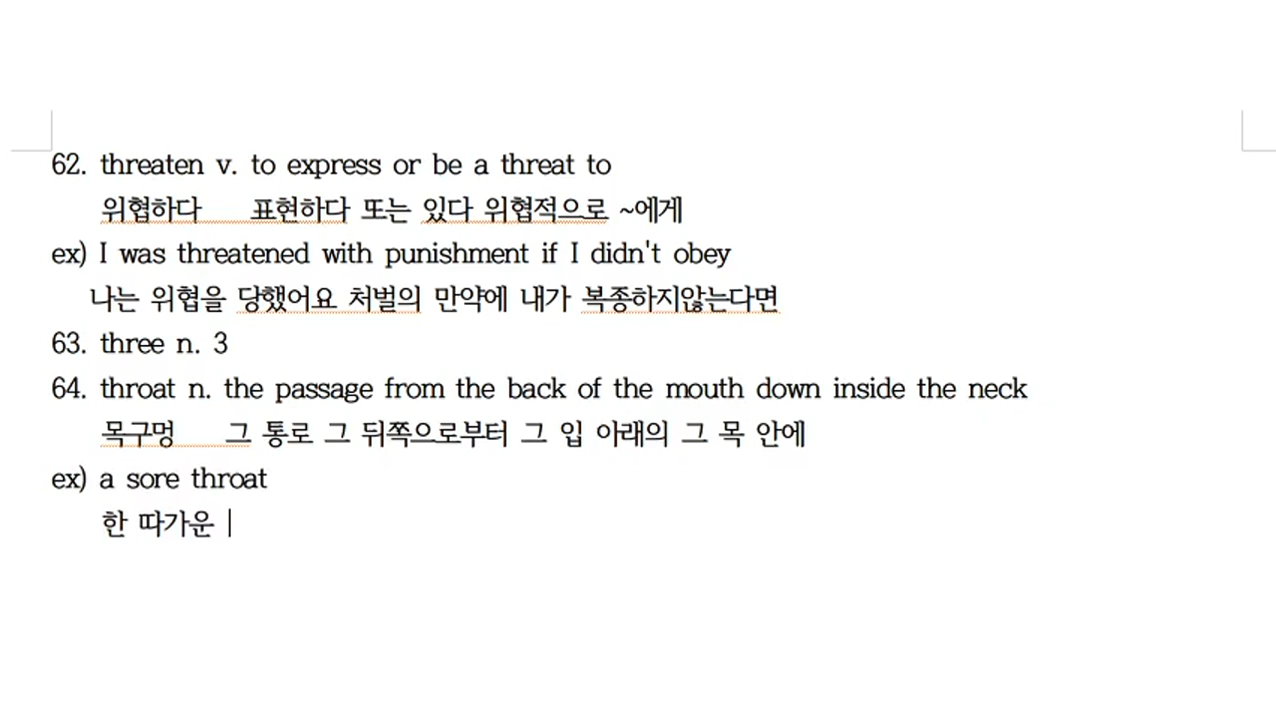 62. threaten v. to express or be a threat to
위협하다 표현하다 또는 있다 위협적으로 ~에게
ex) I was threatened with punishment if I didn't obey
나는 위협을 당했어요 처벌의 만약에 내가 복종하지않는다면
63. three n. 3
64. throat n. the passage from the back of the mouth down inside the neck
목구멍 그 통로 그 뒤쪽으로부터 그 입 아래의 그 목 안에
ex) a sore throat
한 따가운